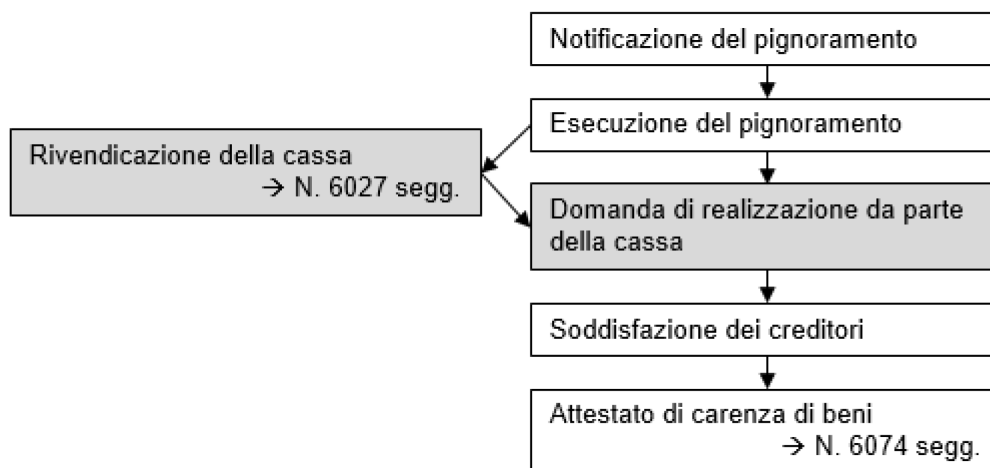 Notificazione del pignoramento
Esecuzione del pignoramento
Rivendicazione della cassa
→ N. 6027 segg.
Domanda di realizzazione da parte
della cassa
Soddisfazione dei creditori
Attestato di carenza di beni
→ N. 6074 segg.